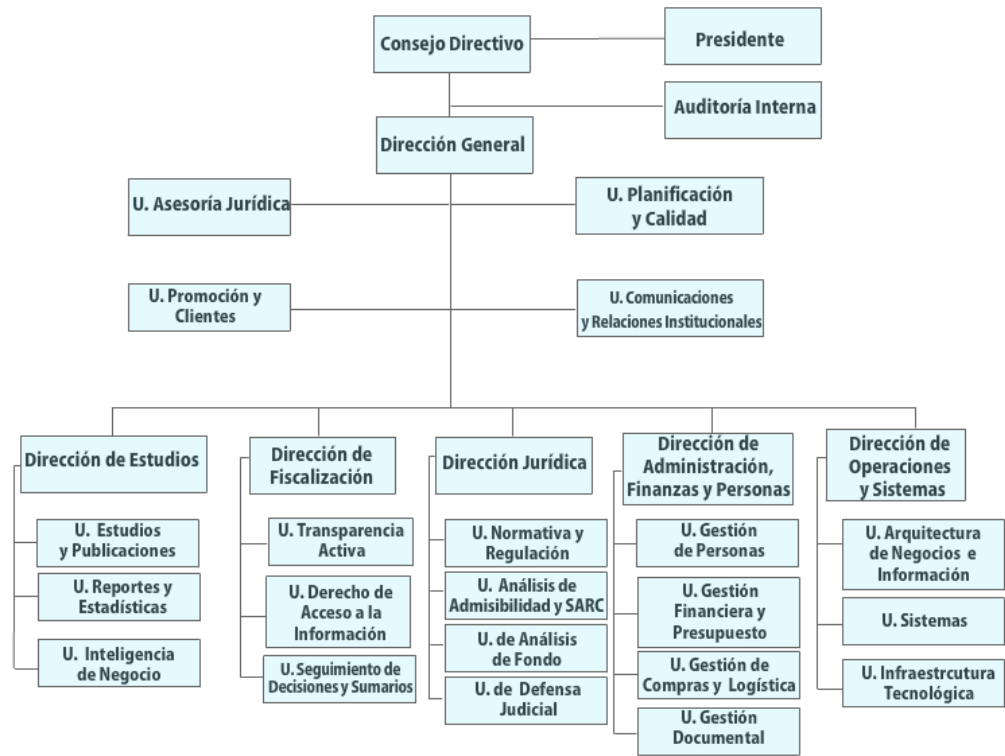 Consejo Directivo
Presidente
Auditoría Interna
Dirección General
U. Asesoría Jurídica
U. Planificación
y Calidad
U. Promoción y
Clientes
U. Comunicaciones
y Relaciones Institucionales
Dirección de Estudios
U. Estudios
y Publicaciones
U. Reportes y
Estadísticas
U. Inteligencia
de Negocio
Dirección de
Fiscalización
U. Transparencia
Activa
U. Derecho de
Acceso a la
Información
U. Seguimiento de
Decisiones y Sumarios
Dirección Jurídica
U. Normativa y
Regulación
U. Análisis de
Admisibilidad y SARC
U. de Análisis
de Fondo
U. de Defensa
Judicial
Dirección de
Administración,
Finanzas y Personas
U. Gestión
de Personas
U. Gestión
Financiera y
Presupuesto
U. Gestión de
Compras y Logística
U. Gestión
Documental
Dirección de
Operaciones
y Sistemas
U. Arquitectura
de Negocios e
Información
U. Sistemas
U. Infraestrcutura
Tecnológica